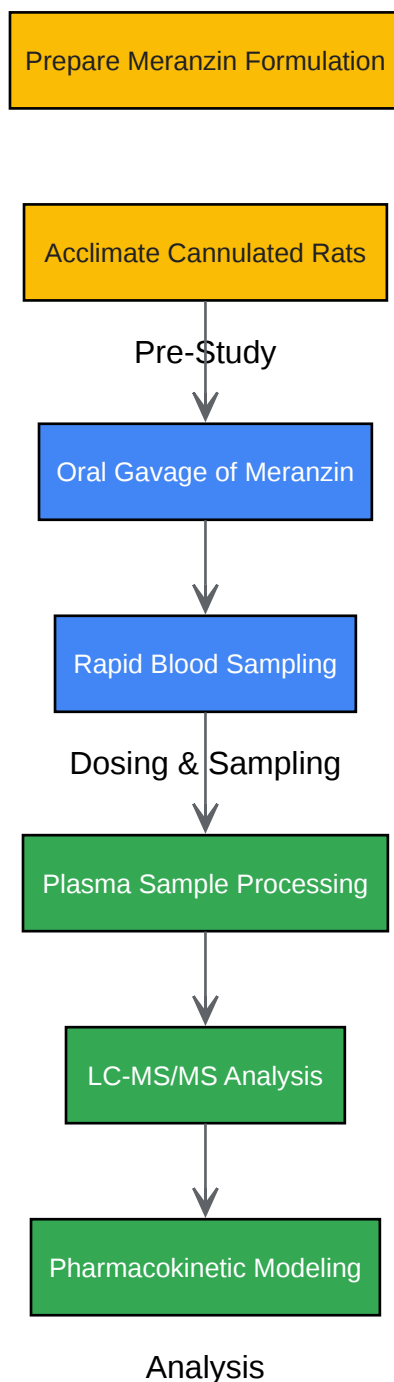 Prepare Meranzin Formulation
Acclimate Cannulated Rats
Pre-Study
Oral Gavage of Meranzin
Rapid Blood Sampling
Dosing & Sampling
Plasma Sample Processing
LC-MS/MS Analysis
Pharmacokinetic Modeling
Analysis